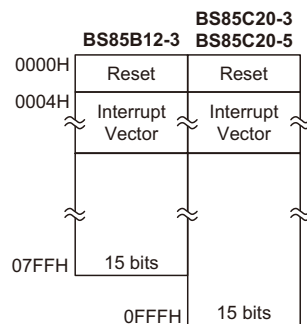 BS85B12-3
BS85C20-3
BS85C20-5
0000H
Reset
Reset
0004H
Interrupt
Vector
Interrupt
Vector
07FFH
15 bits
0FFFH
15 bits